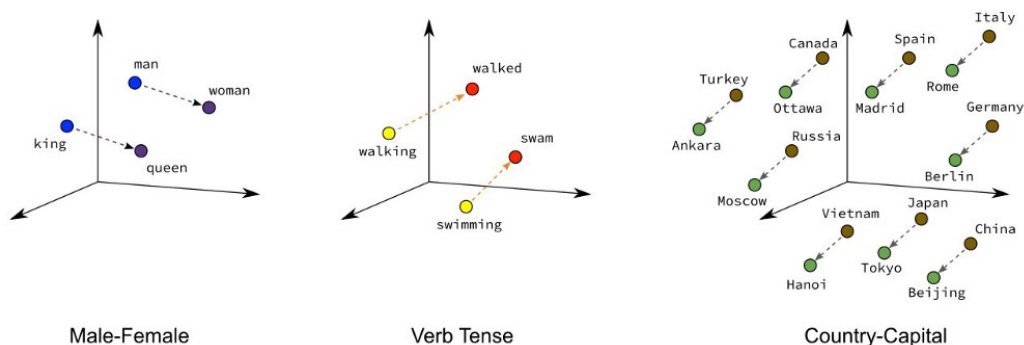 man
woman
king
queen
Male-Female
walked
walking
swam
swimming
Verb Tense
Italy
Canada
Spain
Rome
Turkey
Ottawa
Madrid
Germany
Ankara
Russia
Berlin
Moscow
Vietnam
Japan
China
Tokyo
Hanoi
Beijing
Country-Capital